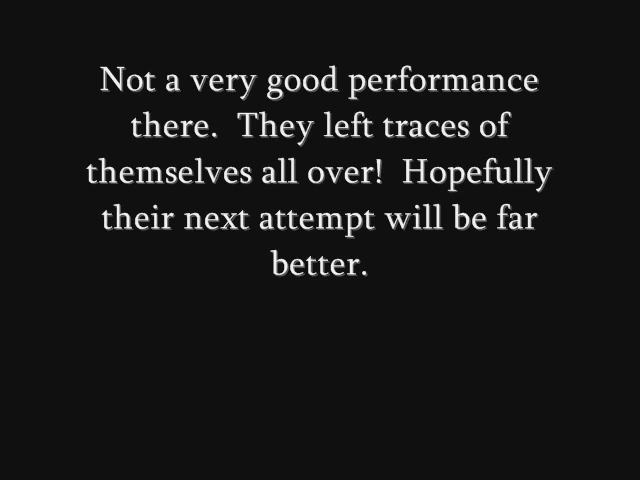 Not a very good performance
there.  They left traces of
themselves all over!  Hopefully
their next attempt will be far
better.